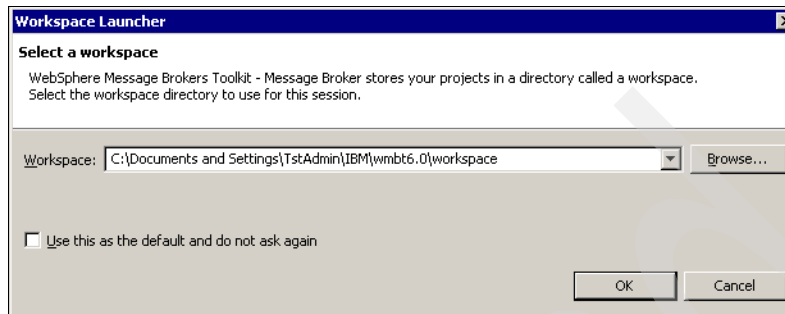 Workspace Launcher
Select a workspace
WebSphere Message Brokers Toolkit - Message Broker stores your projects in a directory called a workspace.
Select the workspace directory to use for this session.
Workspace: C:\Documents and Settings\TstAdmin\IBM\wmbt6.0\workspace Browse...
Use this as the default and do not ask again
OK Cancel